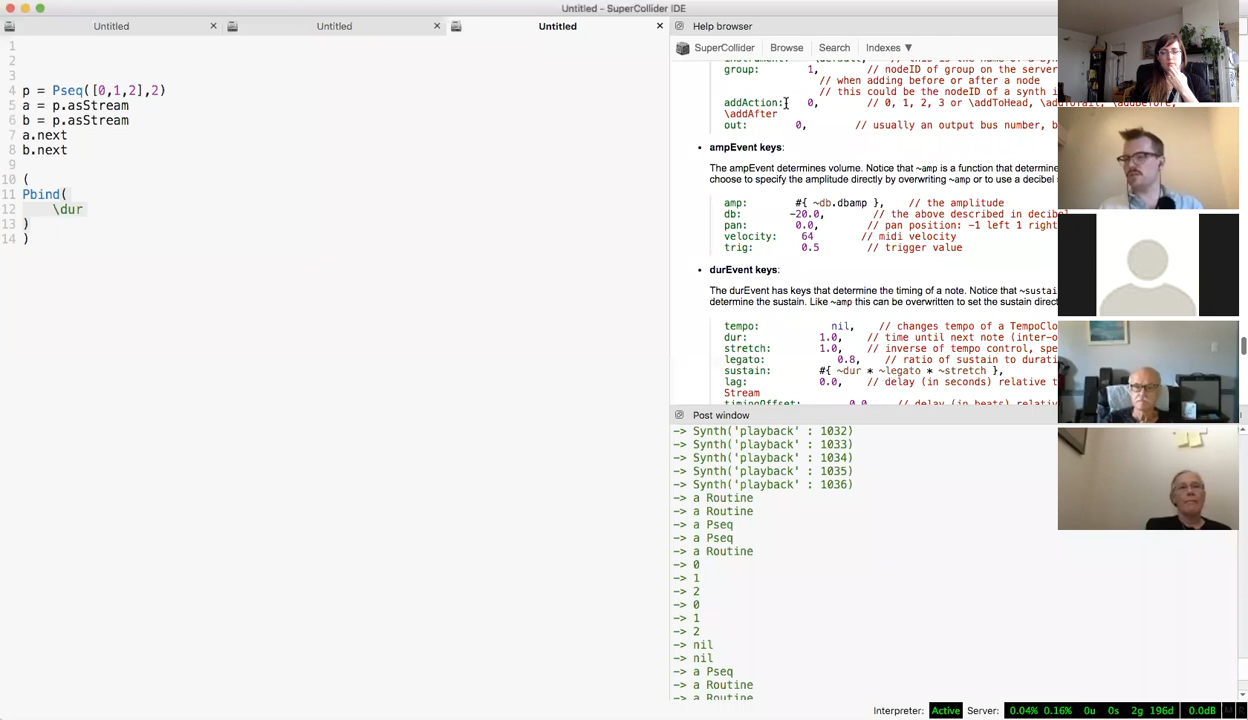 Untitled - SuperCollider IDE
Untitled
Untitled
Untitled
1
2
3
4 p = Pseq([0,1,2],2)
5 a = p.asStream
6 b = p.asStream
7 a.next
8 b.next
9
10 (
11 Pbind(
12 \dur
13 )
14 )
Help browser
SuperCollider Browse Search Indexes ▼
group: 1, // nodeID of group on the server
// when adding before or after a node
// this could be the nodeID of a synth i
addAction: 0, // 0, 1, 2, 3 or \addToHead, \addToTail, \addBefore,
\addAfter
out: 0, // usually an output bus number, b
• ampEvent keys:
The ampEvent determines volume. Notice that ~amp is a function that determine
choose to specify the amplitude directly by overwriting ~amp or to use a decibel
amp: #{ ~db.dbamp }, // the amplitude
db: -20.0, // the above described in decibel
pan: 0.0, // pan position: -1 left 1 right
velocity: 64 // midi velocity
trig: 0.5 // trigger value
• durEvent keys:
The durEvent has keys that determine the timing of a note. Notice that ~sustai
determine the sustain. Like ~amp this can be overwritten to set the sustain direct
tempo: nil, // changes tempo of a TempoClo
dur: 1.0, // time until next note (inter-o
stretch: 1.0, // inverse of tempo control, spe
legato: 0.8, // ratio of sustain to durati
sustain: #{ ~dur * ~legato * ~stretch },
lag: 0.0, // delay (in seconds) relative t
Stream
timingOffset: 0.0, // delay (in beats) relativ
Post window
-> Synth('playback' : 1032)
-> Synth('playback' : 1033)
-> Synth('playback' : 1034)
-> Synth('playback' : 1035)
-> Synth('playback' : 1036)
-> a Routine
-> a Routine
-> a Pseq
-> a Pseq
-> a Routine
-> 0
-> 1
-> 2
-> 0
-> 1
-> 2
-> nil
-> nil
-> a Pseq
-> a Routine
-> a Routine
Interpreter: Active Server: 0.04% 0.16% 0u 0s 2g 196d 0.0dB M R